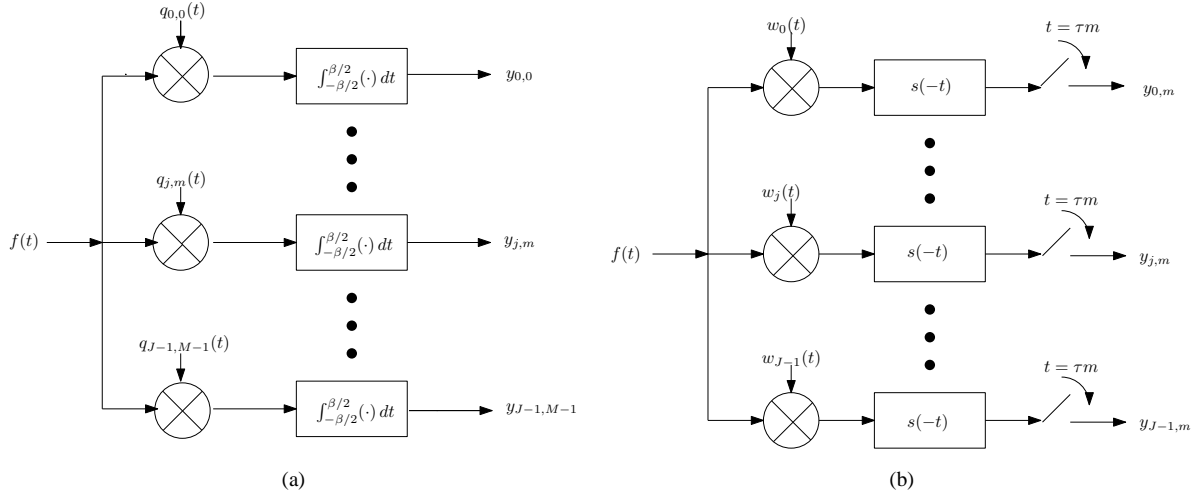 q_{0,0}(t)
∫_{-β/2}^{β/2}(·) dt
y_{0,0}
q_{j,m}(t)
f(t)
∫_{-β/2}^{β/2}(·) dt
y_{j,m}
q_{J-1,M-1}(t)
∫_{-β/2}^{β/2}(·) dt
y_{J-1,M-1}
(a)
w_0(t)
t = τm
s(-t)
y_{0,m}
w_j(t)
t = τm
f(t)
s(-t)
y_{j,m}
w_{J-1}(t)
t = τm
s(-t)
y_{J-1,m}
(b)